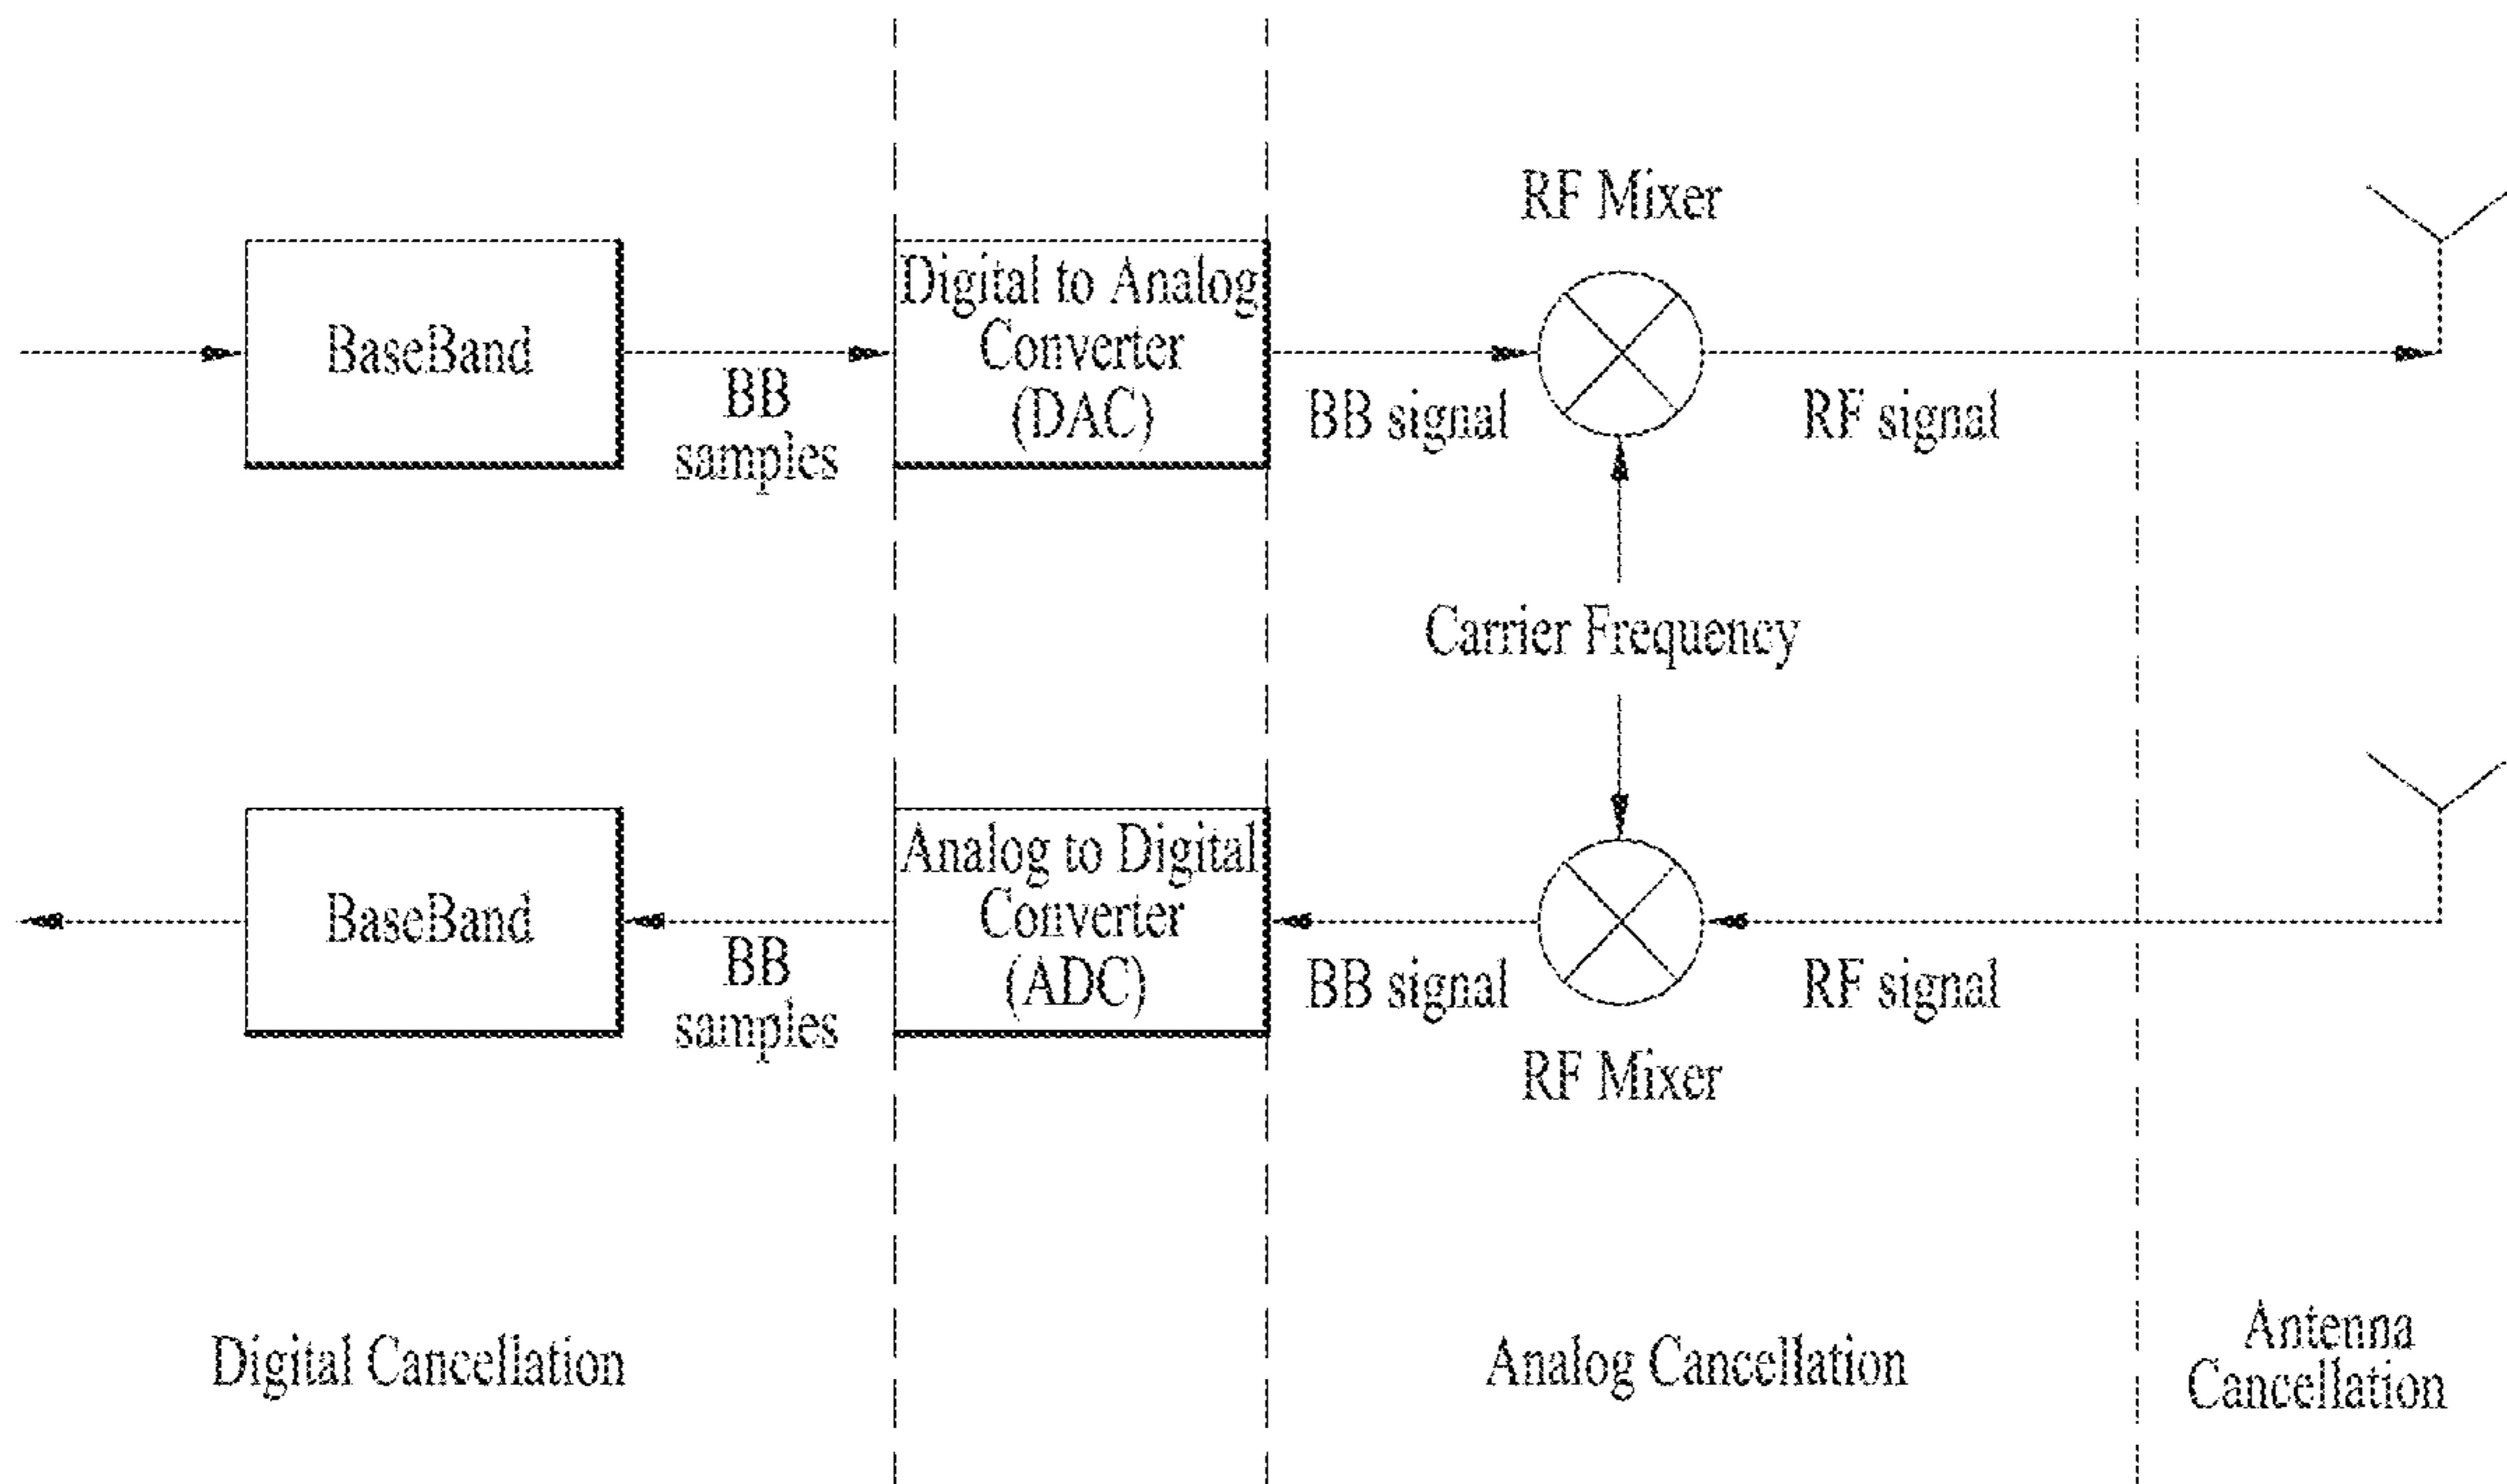 RF Mixer
BaseBand
BB
samples
Digital to Analog
Converter
(DAC)
BB signal
RF signal
Carrier Frequency
BaseBand
BB
samples
Analog to Digital
Converter
(ADC)
BB signal
RF signal
RF Mixer
Digital Cancellation
Analog Cancellation
Antenna
Cancellation